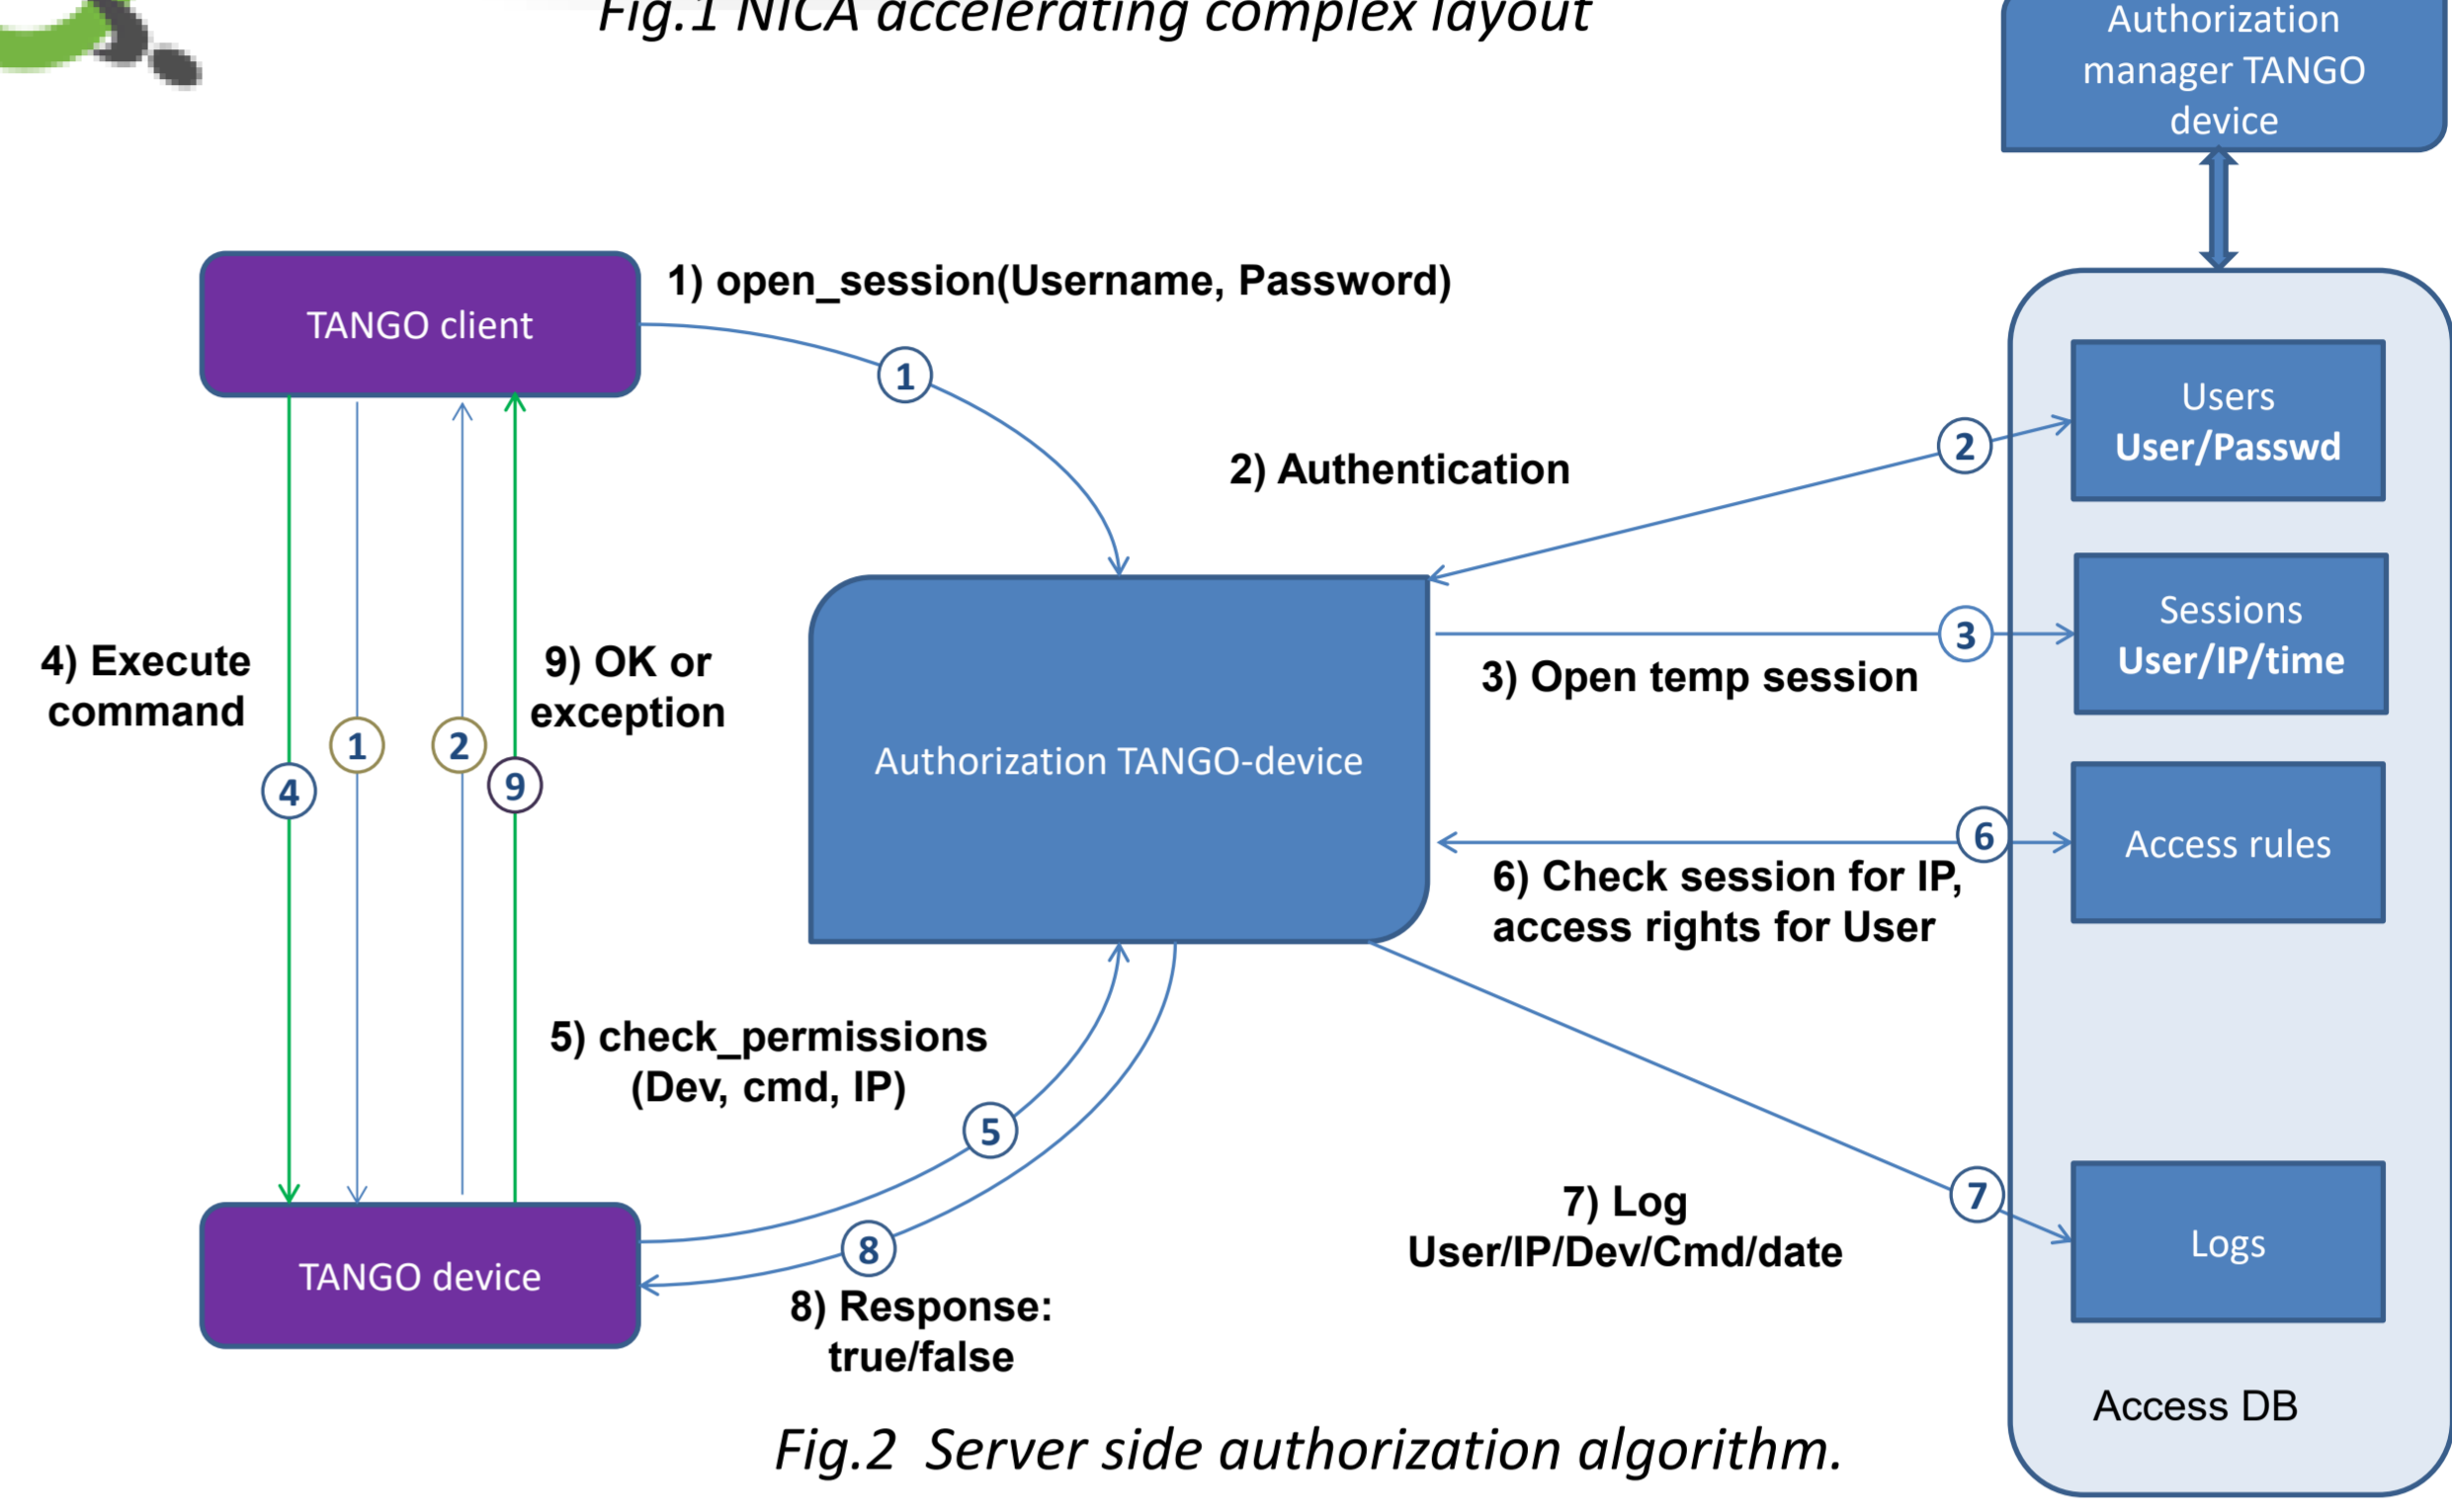 Fig.1 NICA accelerating complex layout
Authorization
manager TANGO
device
TANGO client
1) open_session(Username, Password)
1
2) Authentication
2
Users
User/Passwd
Sessions
User/IP/time
3
3) Open temp session
4) Execute
command
9) OK or
exception
1
2
4
9
Authorization TANGO-device
6
Access rules
6) Check session for IP,
access rights for User
5) check_permissions
(Dev, cmd, IP)
5
7) Log
User/IP/Dev/Cmd/date
7
Logs
TANGO device
8
8) Response:
true/false
Access DB
Fig.2 Server side authorization algorithm.